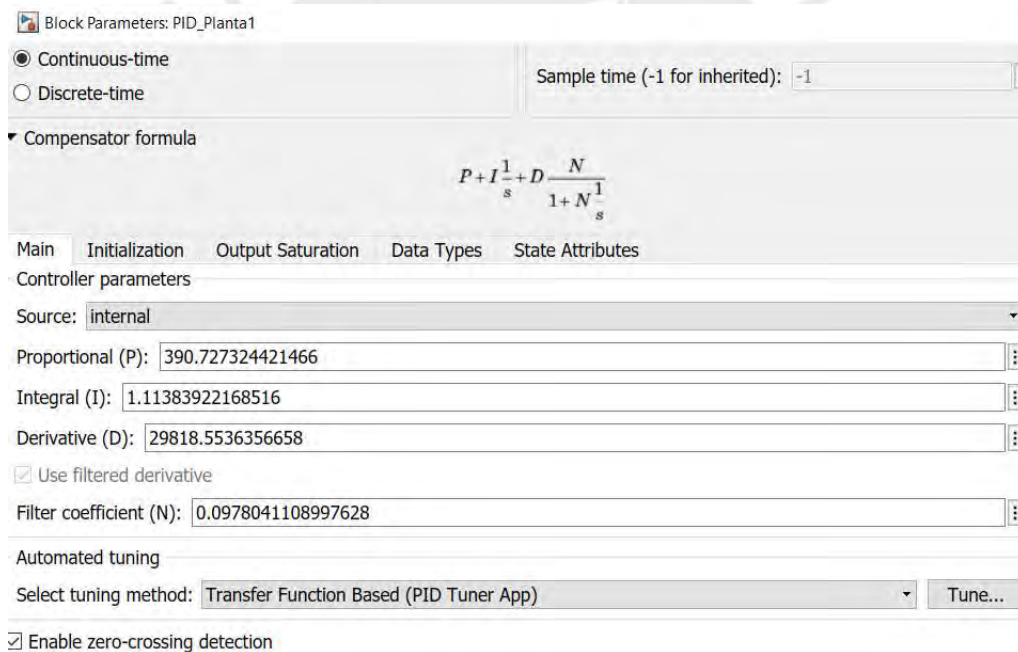 Block Parameters: PID_Planta1
Continuous-time
Discrete-time
Sample time (-1 for inherited): -1
Compensator formula
P+I\frac{1}{s}+D\frac{N}{1+N\frac{1}{s}}
Main Initialization Output Saturation Data Types State Attributes
Controller parameters
Source: internal
Proportional (P): 390.727324421466
Integral (I): 1.11383922168516
Derivative (D): 29818.5536356658
Use filtered derivative
Filter coefficient (N): 0.0978041108997628
Automated tuning
Select tuning method: Transfer Function Based (PID Tuner App) Tune...
Enable zero-crossing detection